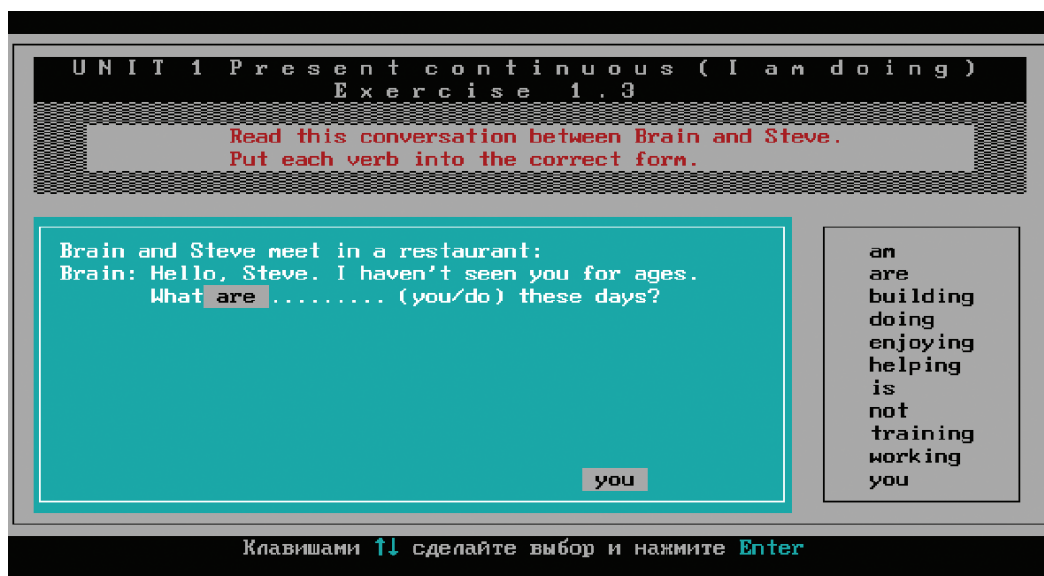 UNIT 1 Present continuous (I am doing)
Exercise 1.3
Read this conversation between Brain and Steve.
Put each verb into the correct form.
Brain and Steve meet in a restaurant:
Brain: Hello, Steve. I haven't seen you for ages.
What are ......... (you/do) these days?
you
am
are
building
doing
enjoying
helping
is
not
training
working
you
Клавишами ↑↓ сделайте выбор и нажмите Enter